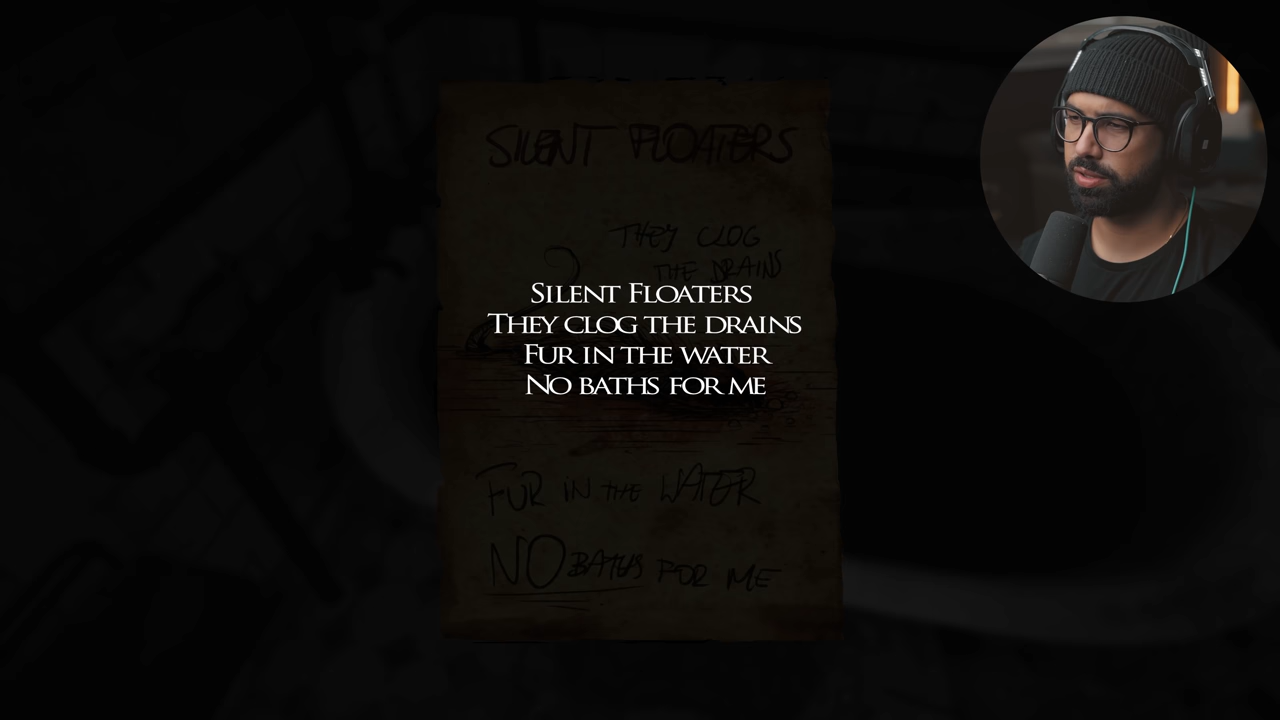 SILENT FLOATERS
THEY CLOG
THE DRAINS
SILENT FLOATERS
THEY CLOG THE DRAINS
FUR IN THE WATER
NO BATHS FOR ME
FUR IN THE WATER
NO BATHS FOR ME